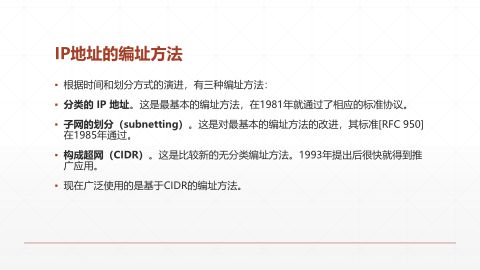 IP地址的编址方法
▪ 根据时间和划分方式的演进，有三种编址方法：
▪ 分类的 IP 地址。这是最基本的编址方法，在1981年就通过了相应的标准协议。
▪ 子网的划分（subnetting）。这是对最基本的编址方法的改进，其标准[RFC 950]
在1985年通过。
▪ 构成超网（CIDR）。这是比较新的无分类编址方法。1993年提出后很快就得到推
广应用。
▪ 现在广泛使用的是基于CIDR的编址方法。